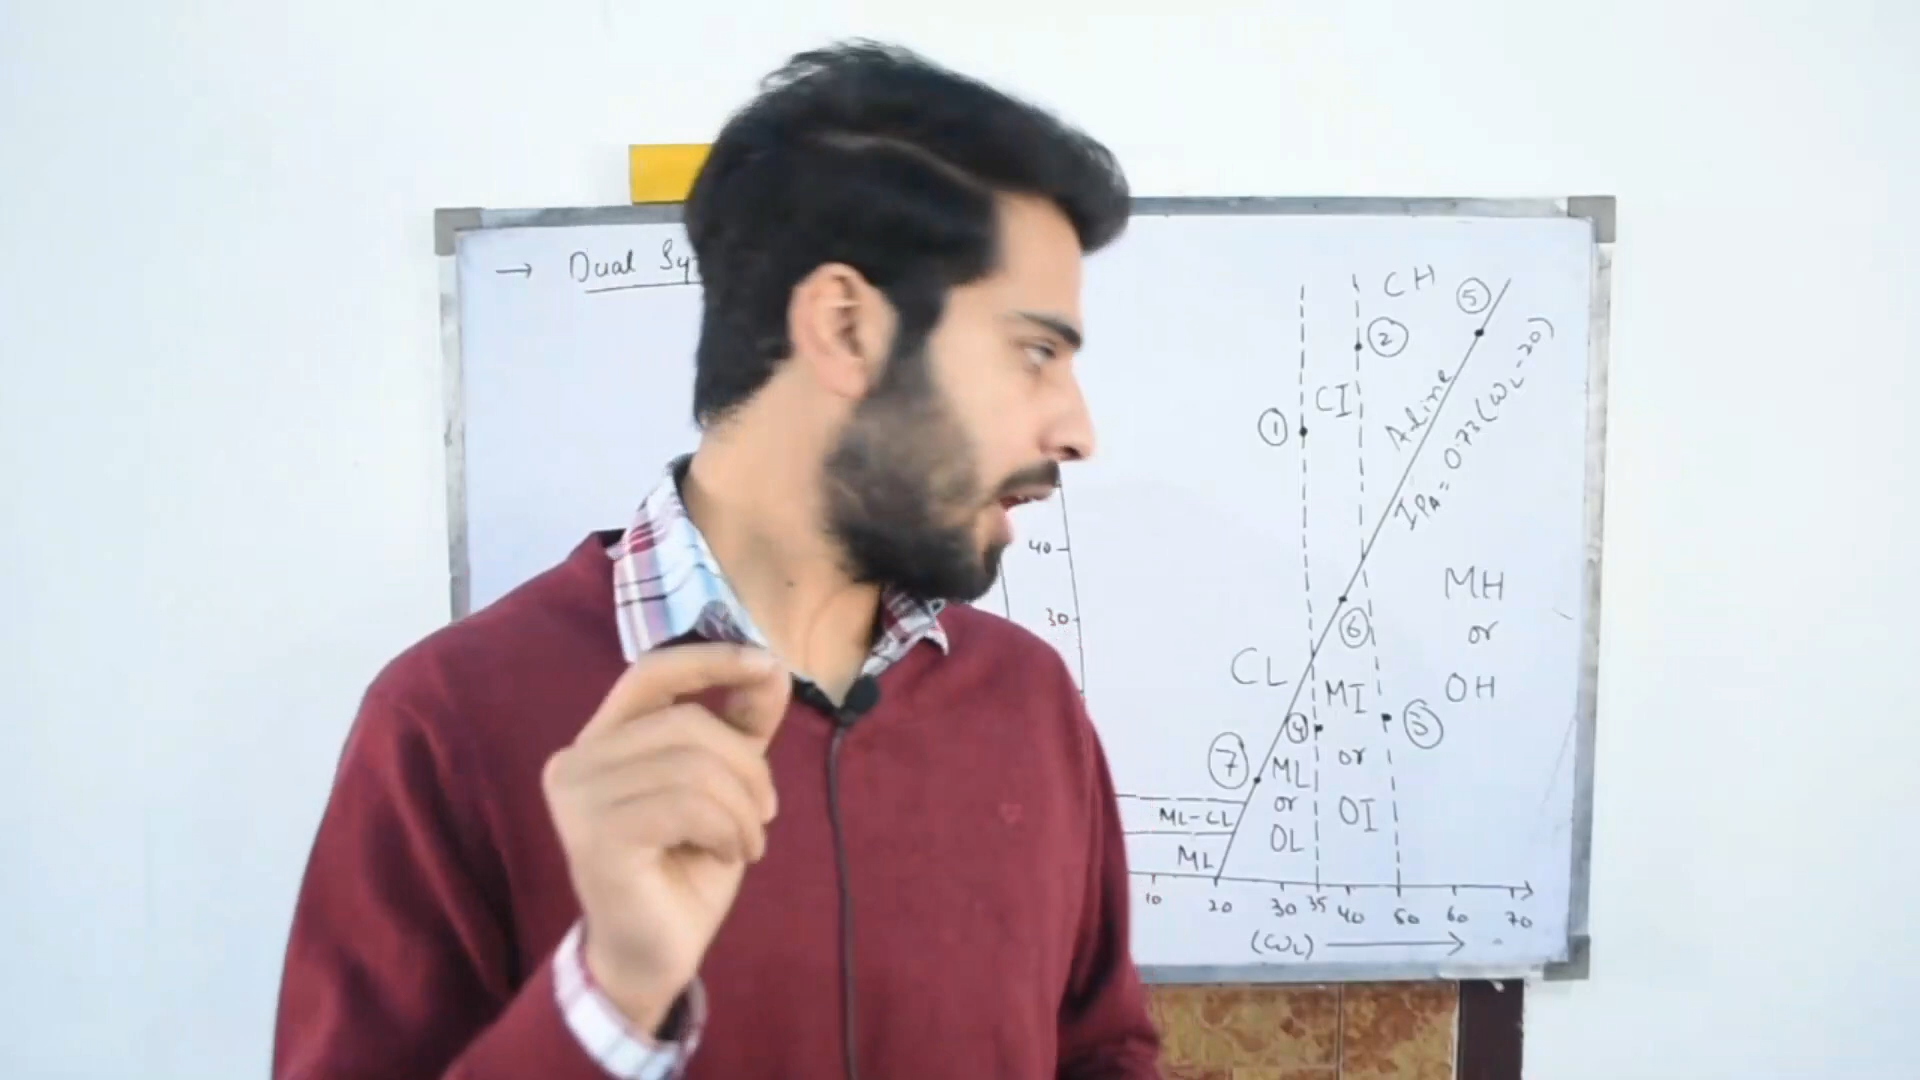 → Dual Sy
CH
5
2
CI
1
A-line
IPA = 0.73(WL-20)
40
30
6
MH
or
OH
CL
MI
or
OI
4
3
7
ML
or
OL
ML-CL
ML
10 20 30 35 40 50 60 70
(WL) →